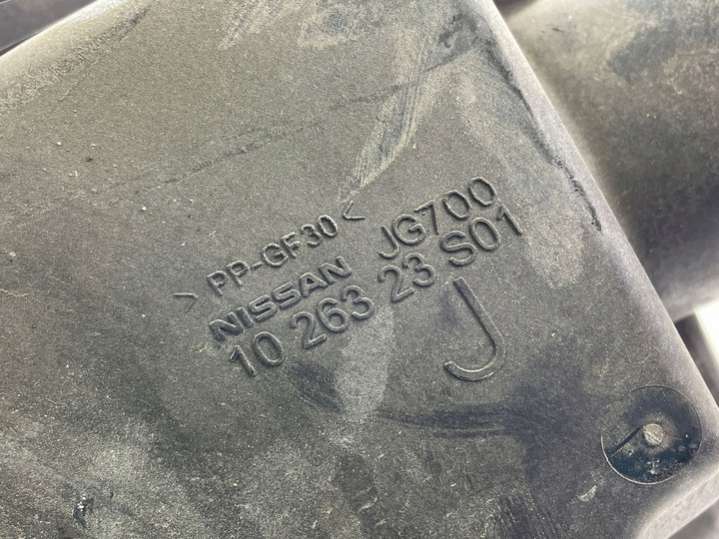 >PP-GF30<
NISSAN JG700
10 263 23 S01
J